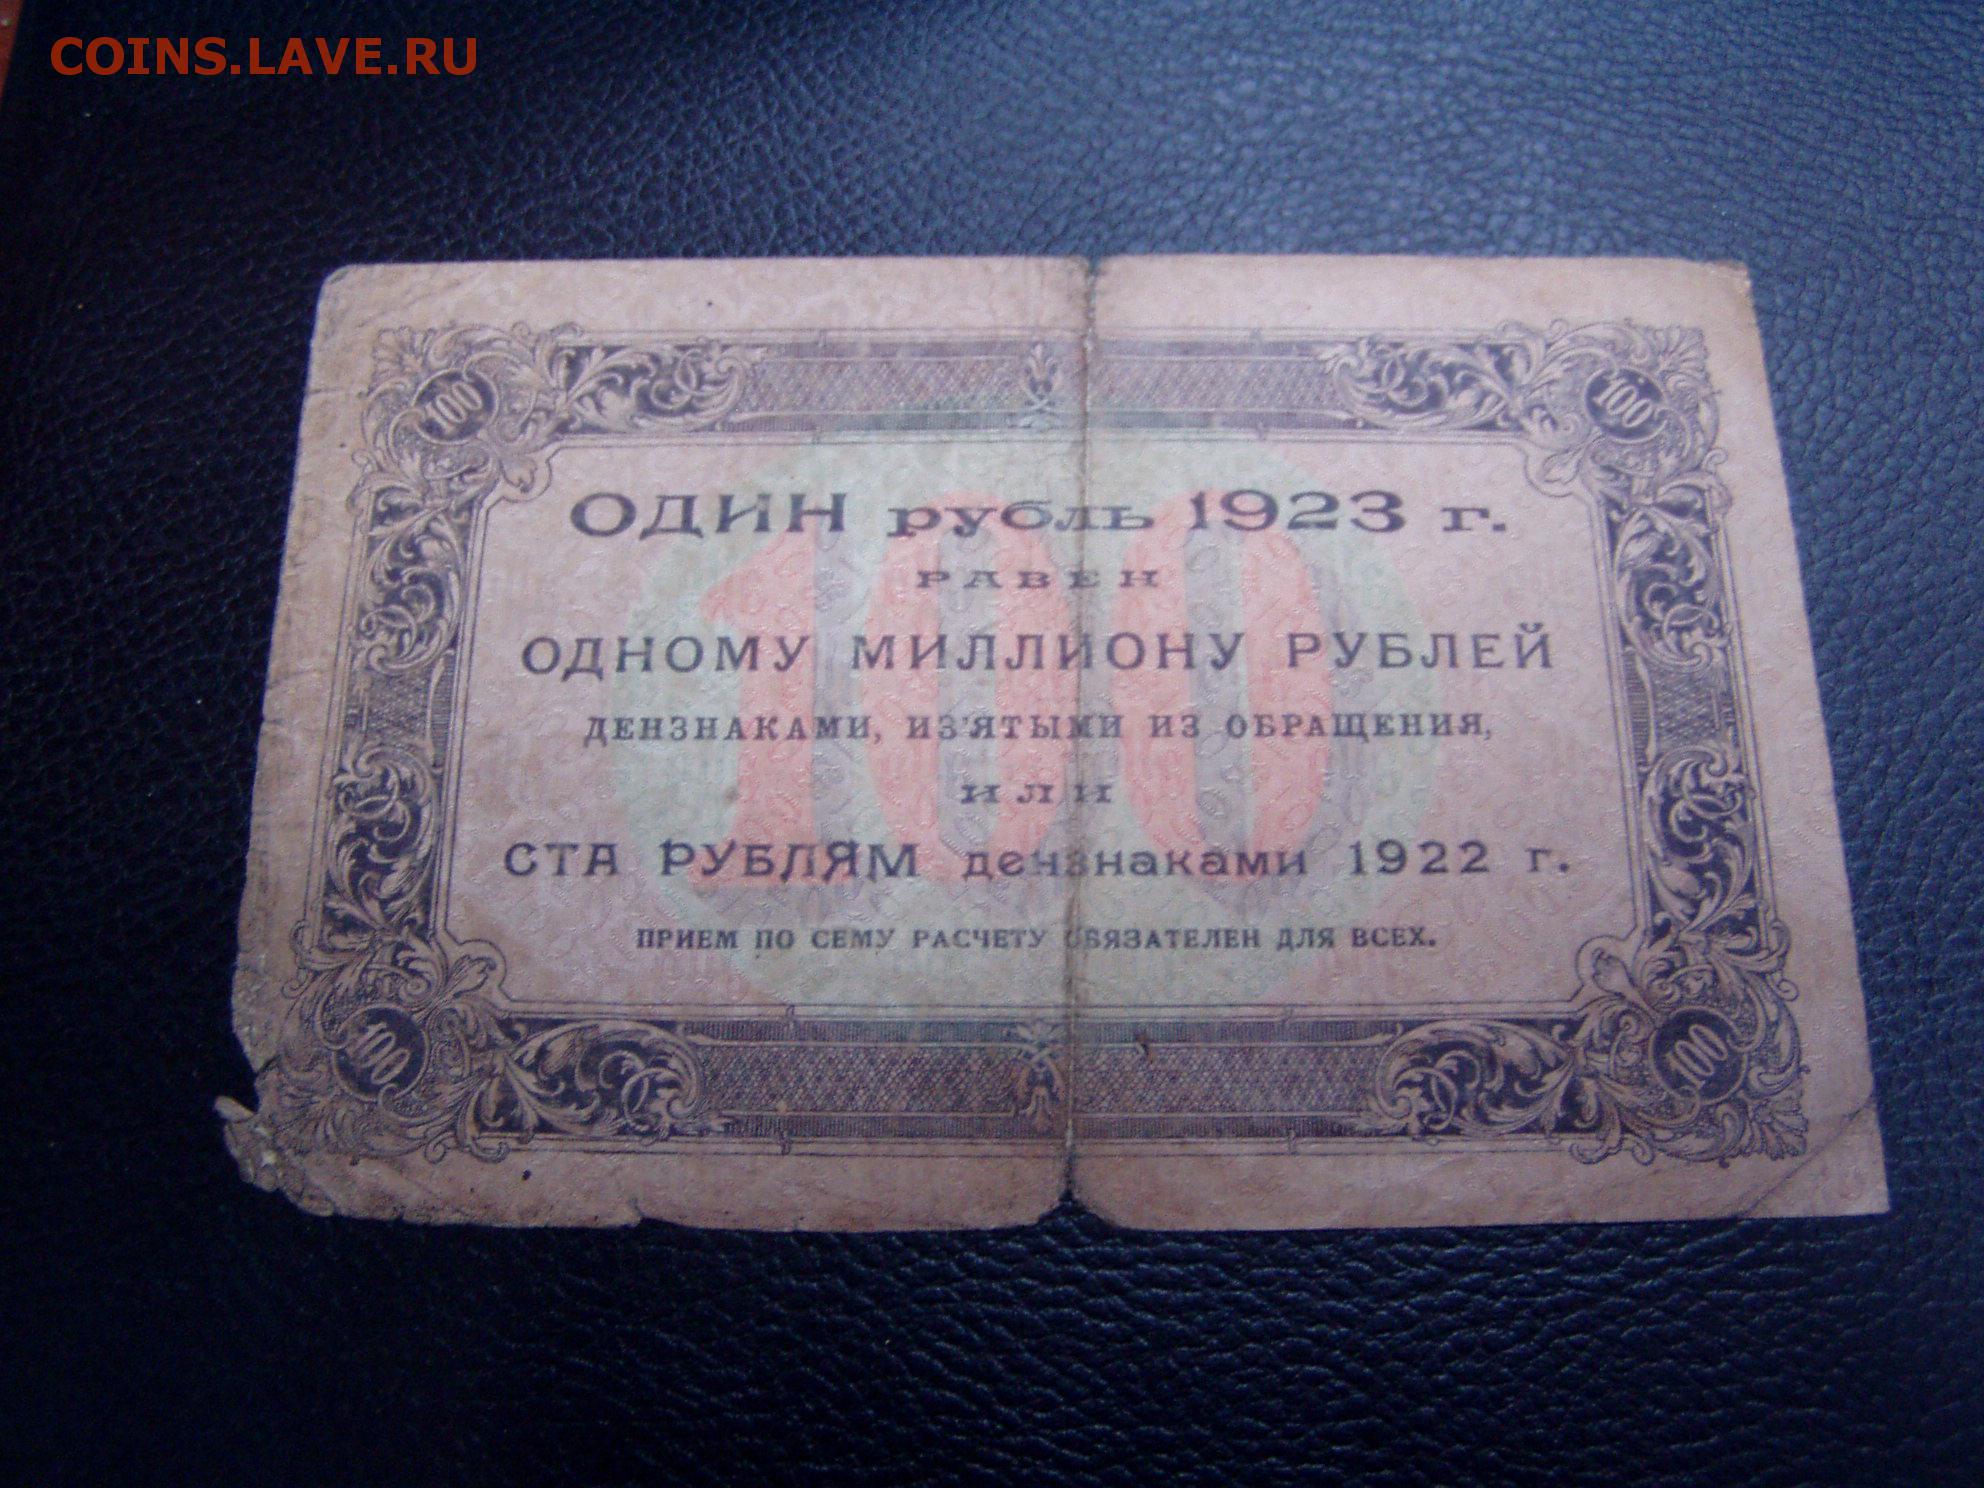 COINS.LAVE.RU
100 100
ОДИН рубль 1923 г.
РАВЕН
ОДНОМУ МИЛЛИОНУ РУБЛЕЙ
ДЕНЗНАКАМИ, ИЗ'ЯТЫМИ ИЗ ОБРАЩЕНИЯ,
ИЛИ
СТА РУБЛЯМ дензнаками 1922 г.
ПРИЕМ ПО СЕМУ РАСЧЕТУ ОБЯЗАТЕЛЕН ДЛЯ ВСЕХ.
100
100 100